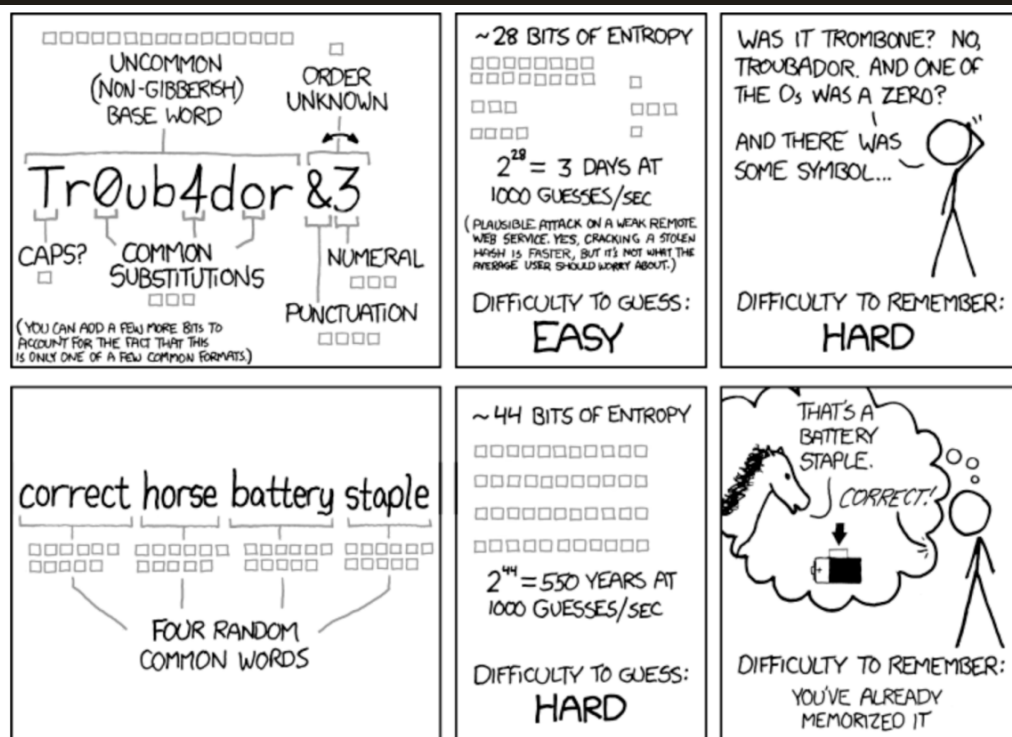 UNCOMMON
(NON-GIBBERISH)
BASE WORD
ORDER
UNKNOWN
Tr0ub4dor &3
CAPS?
COMMON
SUBSTITUTIONS
NUMERAL
PUNCTUATION
(YOU CAN ADD A FEW MORE BITS TO
ACCOUNT FOR THE FACT THAT THIS
IS ONLY ONE OF A FEW COMMON FORMATS.)
~28 BITS OF ENTROPY
2^28 = 3 DAYS AT
1000 GUESSES/SEC
(PLAUSIBLE ATTACK ON A WEAK REMOTE
WEB SERVICE. YES, CRACKING A STOLEN
HASH IS FASTER, BUT IT'S NOT WHAT THE
AVERAGE USER SHOULD WORRY ABOUT.)
DIFFICULTY TO GUESS:
EASY
WAS IT TROMBONE? NO,
TROUBADOR. AND ONE OF
THE Os WAS A ZERO?
AND THERE WAS
SOME SYMBOL...
DIFFICULTY TO REMEMBER:
HARD
correct horse battery staple
FOUR RANDOM
COMMON WORDS
~44 BITS OF ENTROPY
2^44 = 550 YEARS AT
1000 GUESSES/SEC
DIFFICULTY TO GUESS:
HARD
THAT'S A
BATTERY
STAPLE.
CORRECT!
DIFFICULTY TO REMEMBER:
YOU'VE ALREADY
MEMORIZED IT